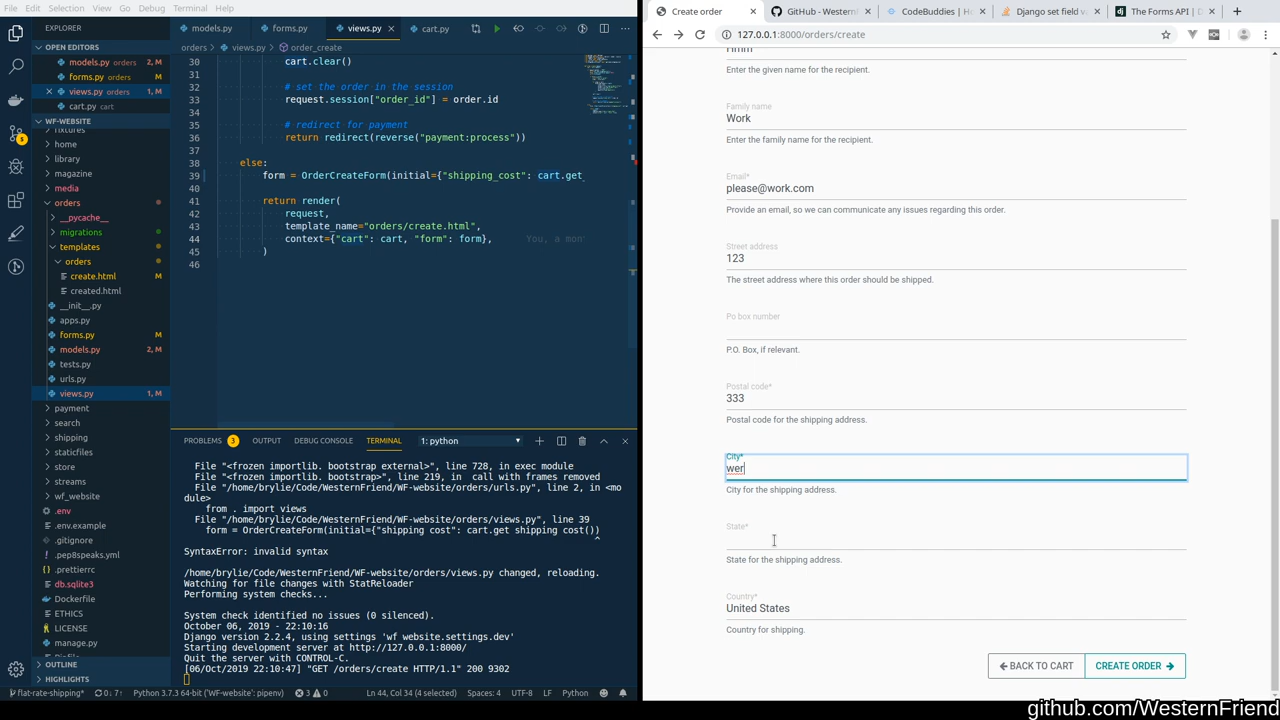 File Edit Selection View Go Debug Terminal Help
EXPLORER
OPEN EDITORS
models.py orders 2, M
forms.py orders M
views.py orders 1, M
cart.py cart
WF-WEBSITE
fixtures
home
library
magazine
media
orders
__pycache__
migrations
templates
orders
create.html M
created.html
__init__.py
apps.py
forms.py M
models.py 2, M
tests.py
urls.py
views.py 1, M
payment
search
shipping
staticfiles
store
streams
wf_website
.env
.env.example
.gitignore
.pep8speaks.yml
.prettierrc
db.sqlite3
Dockerfile
ETHICS
LICENSE
manage.py
OUTLINE
HIGHLIGHTS
models.py forms.py views.py cart.py
orders > views.py > order_create
30 cart.clear()
31
32 # set the order in the session
33 request.session["order_id"] = order.id
34
35 # redirect for payment
36 return redirect(reverse("payment:process"))
37
38 else:
39 form = OrderCreateForm(initial={"shipping_cost": cart.get_
40
41 return render(
42 request,
43 template_name="orders/create.html",
44 context={"cart": cart, "form": form}, You, a mon
45 )
46
PROBLEMS 3 OUTPUT DEBUG CONSOLE TERMINAL 1: python
File "<frozen importlib._bootstrap_external>", line 728, in exec_module
File "<frozen importlib._bootstrap>", line 219, in _call_with_frames_removed
File "/home/brylie/Code/WesternFriend/WF-website/orders/urls.py", line 2, in <mo
dule>
from . import views
File "/home/brylie/Code/WesternFriend/WF-website/orders/views.py", line 39
form = OrderCreateForm(initial={"shipping_cost": cart.get_shipping_cost())
^
SyntaxError: invalid syntax
/home/brylie/Code/WesternFriend/WF-website/orders/views.py changed, reloading.
Watching for file changes with StatReloader
Performing system checks...
System check identified no issues (0 silenced).
October 06, 2019 - 22:10:16
Django version 2.2.4, using settings 'wf_website.settings.dev'
Starting development server at http://127.0.0.1:8000/
Quit the server with CONTROL-C.
[06/Oct/2019 22:10:47] "GET /orders/create HTTP/1.1" 200 9302
flat-rate-shipping* 0↓ 7↑ Python 3.7.3 64-bit ('WF-website': pipenv) 3 0 Ln 44, Col 34 (4 selected) Spaces: 4 UTF-8 LF Python
Create order GitHub - Western CodeBuddies | H Django set field va The Forms API | D
127.0.0.1:8000/orders/create
Hmm
Enter the given name for the recipient.
Family name
Work
Enter the family name for the recipient.
Email*
please@work.com
Provide an email, so we can communicate any issues regarding this order.
Street address
123
The street address where this order should be shipped.
Po box number
P.O. Box, if relevant.
Postal code*
333
Postal code for the shipping address.
City*
wer
City for the shipping address.
State*
State for the shipping address.
Country*
United States
Country for shipping.
BACK TO CART CREATE ORDER
github.com/WesternFriend